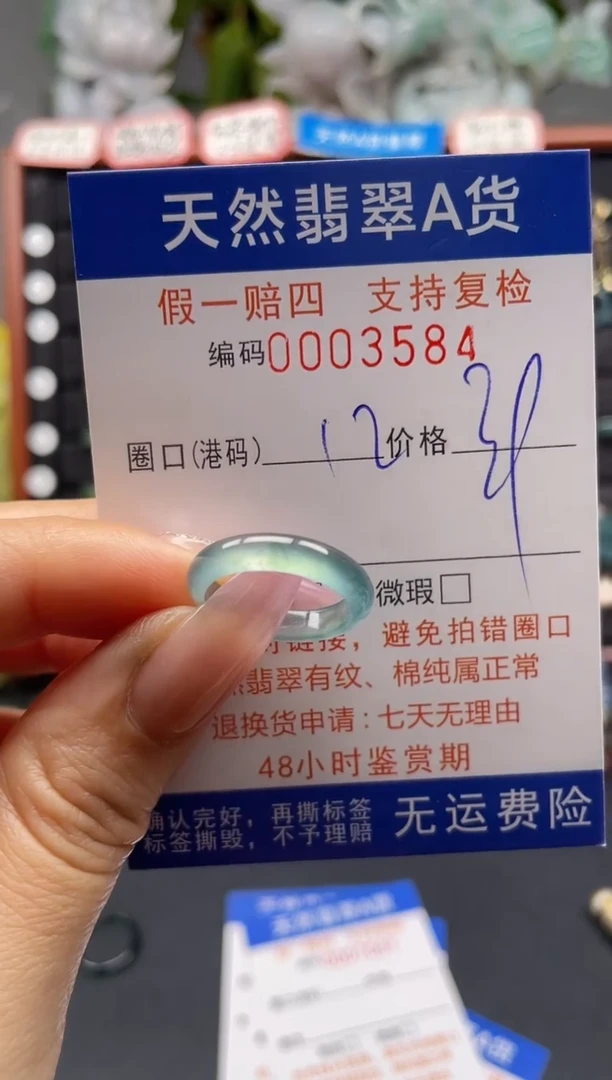 天然翡翠A货
假一赔四 支持复检
编码0003584
圈口(港码) 12 价格
微瑕□
链接，避免拍错圈口
翡翠有纹、棉纯属正常
退换货申请：七天无理由
48小时鉴赏期
确认完好，再撕标签
标签撕毁，不予理赔
无运费险